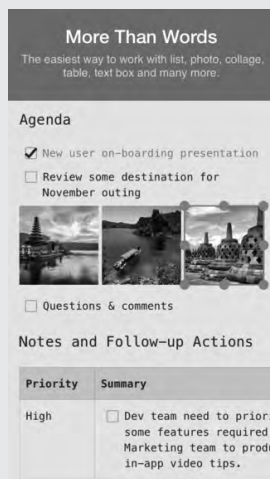 More Than Words
The easiest way to work with list, photo, collage,
table, text box and many more.
Agenda
New user on-boarding presentation
Review some destination for
November outing
Questions & comments
Notes and Follow-up Actions
Priority Summary
High Dev team need to priori
some features required
Marketing team to produ
in-app video tips.